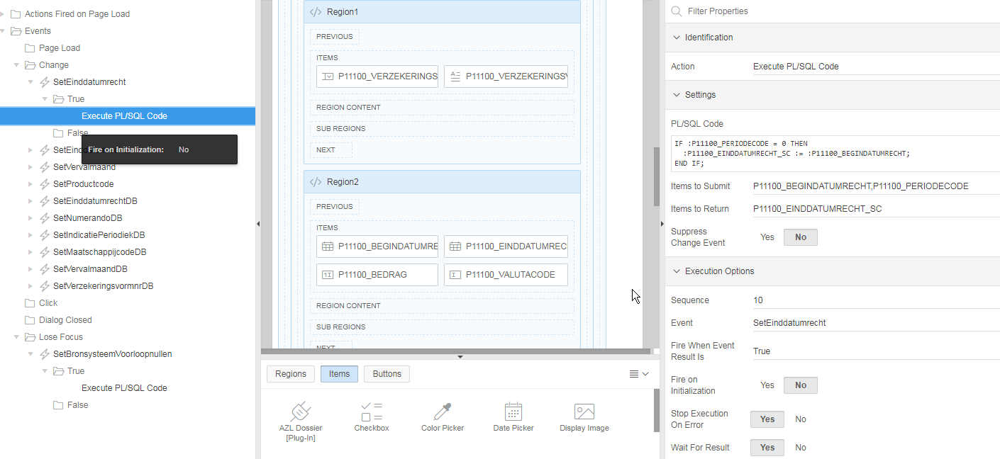 Actions Fired on Page Load
Events
Page Load
Change
SetEinddatumrecht
True
Execute PL/SQL Code
False
Fire on Initialization: No
SetVervalmaand
SetProductcode
SetEinddatumrechtDB
SetNumerandoDB
SetIndicatiePeriodiekDB
SetMaatschappijcodeDB
SetVervalmaandDB
SetVerzekeringsvormnrDB
Click
Dialog Closed
Lose Focus
SetBronsysteemVoorloopnullen
True
Execute PL/SQL Code
False
Region1
PREVIOUS
ITEMS
P11100_VERZEKERINGS P11100_VERZEKERINGSV
REGION CONTENT
SUB REGIONS
NEXT
Region2
PREVIOUS
ITEMS
P11100_BEGINDATUMRE P11100_EINDDATUMREC
P11100_BEDRAG P11100_VALUTACODE
REGION CONTENT
SUB REGIONS
NEXT
Regions Items Buttons
AZL Dossier Checkbox Color Picker Date Picker Display Image
[Plug-In]
Filter Properties
Identification
Action Execute PL/SQL Code
Settings
PL/SQL Code
IF :P11100_PERIODECODE = 0 THEN
:P11100_EINDDATUMRECHT_SC := :P11100_BEGINDATUMRECHT;
END IF;
Items to Submit P11100_BEGINDATUMRECHT,P11100_PERIODECODE
Items to Return P11100_EINDDATUMRECHT_SC
Suppress
Change Event Yes No
Execution Options
Sequence 10
Event SetEinddatumrecht
Fire When Event
Result Is True
Fire on
Initialization Yes No
Stop Execution
On Error Yes No
Wait For Result Yes No